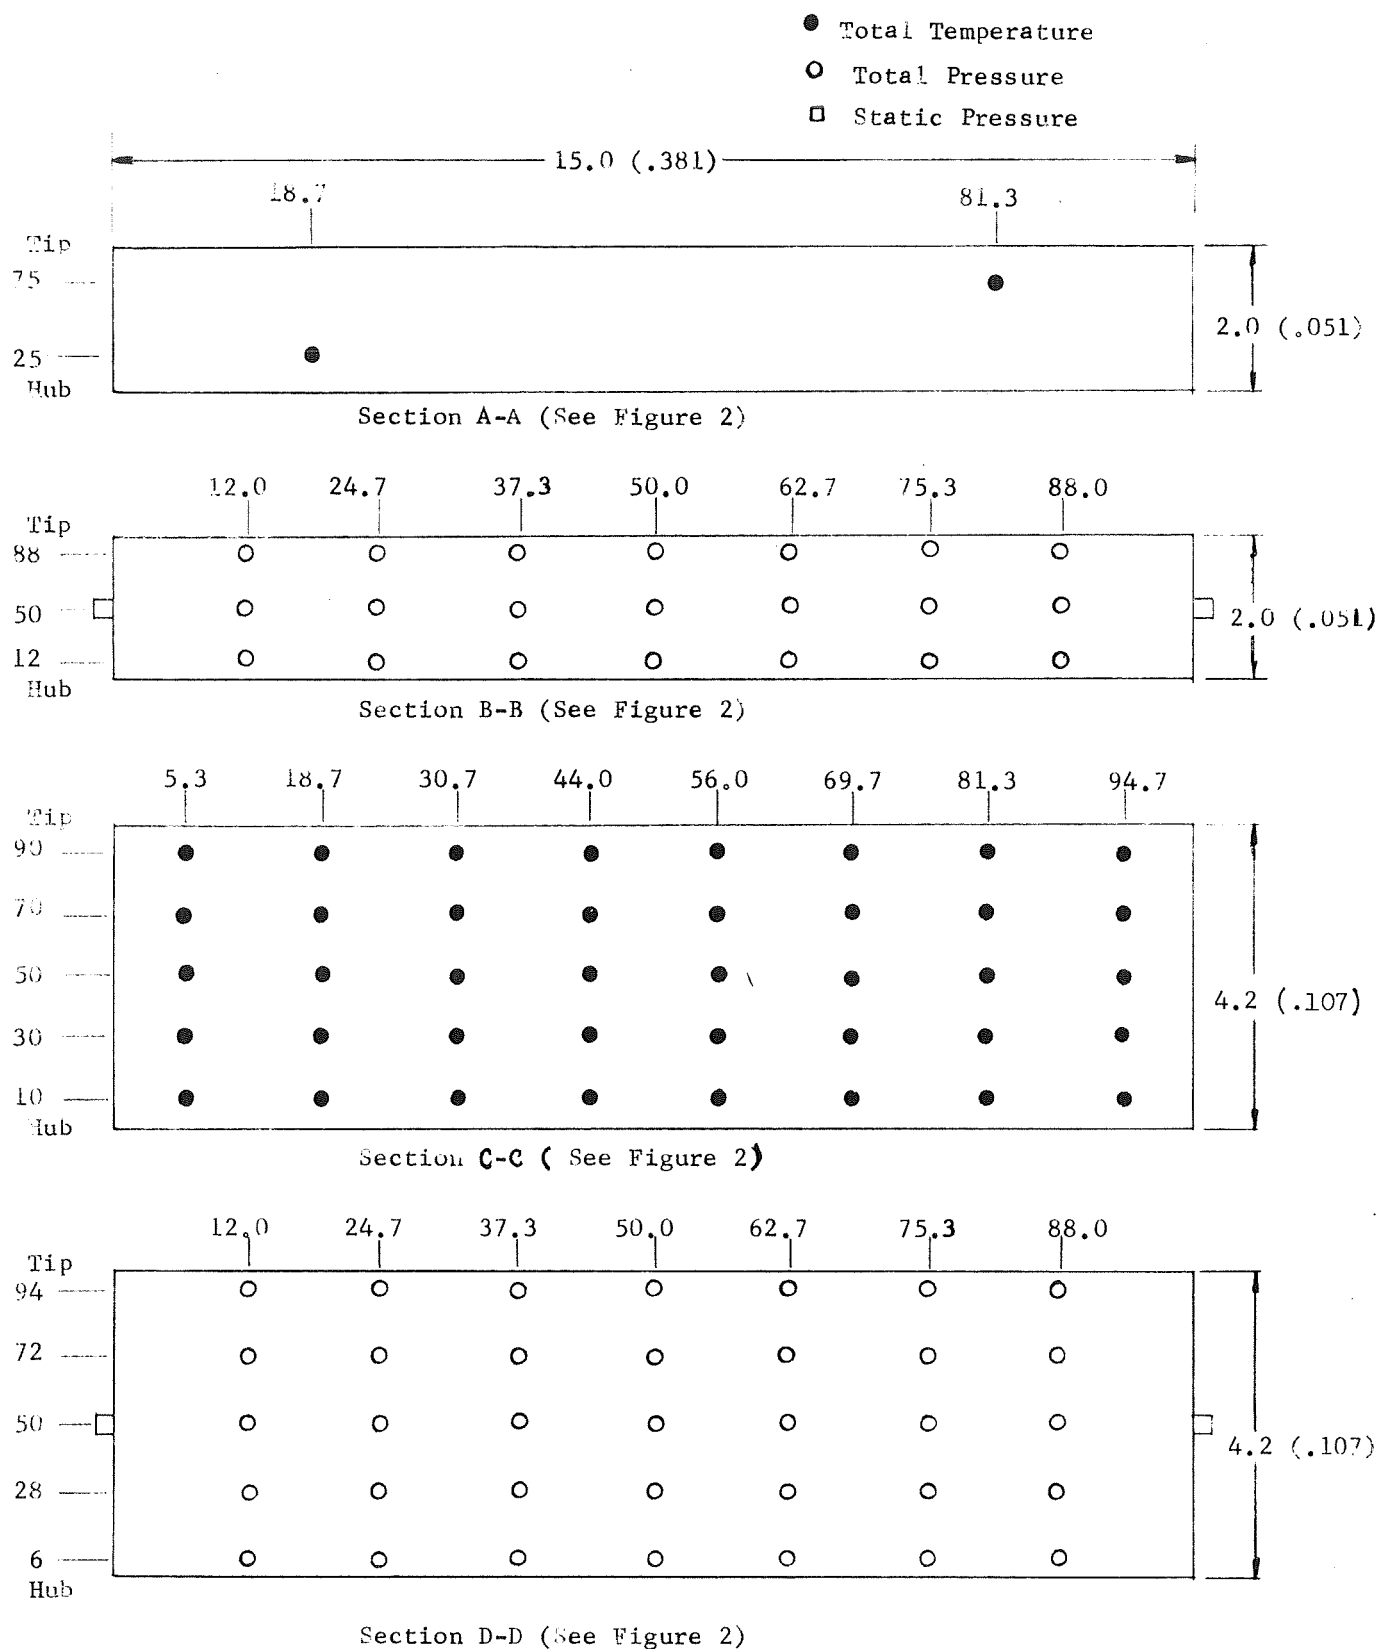 Total Temperature
Total Pressure
Static Pressure
15.0 (.381)
18.7 81.3
Tip
75
25
Hub
2.0 (.051)
Section A-A (See Figure 2)
12.0 24.7 37.3 50.0 62.7 75.3 88.0
Tip
88
50
12
Hub
2.0 (.051)
Section B-B (See Figure 2)
5.3 18.7 30.7 44.0 56.0 69.7 81.3 94.7
Tip
90
70
50
30
10
Hub
4.2 (.107)
Section C-C ( See Figure 2)
12.0 24.7 37.3 50.0 62.7 75.3 88.0
Tip
94
72
50
28
6
Hub
4.2 (.107)
Section D-D (See Figure 2)